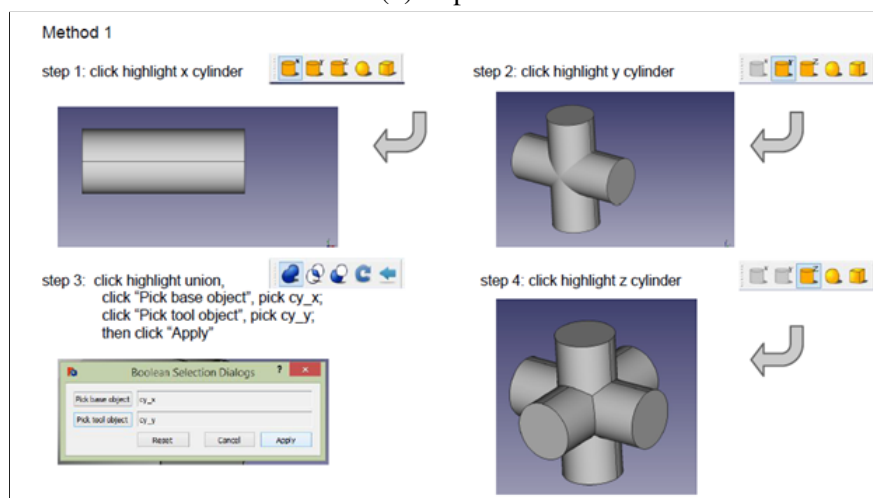 Method 1
step 1: click highlight x cylinder
X Y Z
step 2: click highlight y cylinder
X Y Z
step 3: click highlight union,
click “Pick base object”, pick cy_x;
click “Pick tool object”, pick cy_y;
then click “Apply”
Boolean Selection Dialogs ? ×
Pick base object cy_x
Pick tool object cy_y
Reset Cancel Apply
step 4: click highlight z cylinder
X Y Z